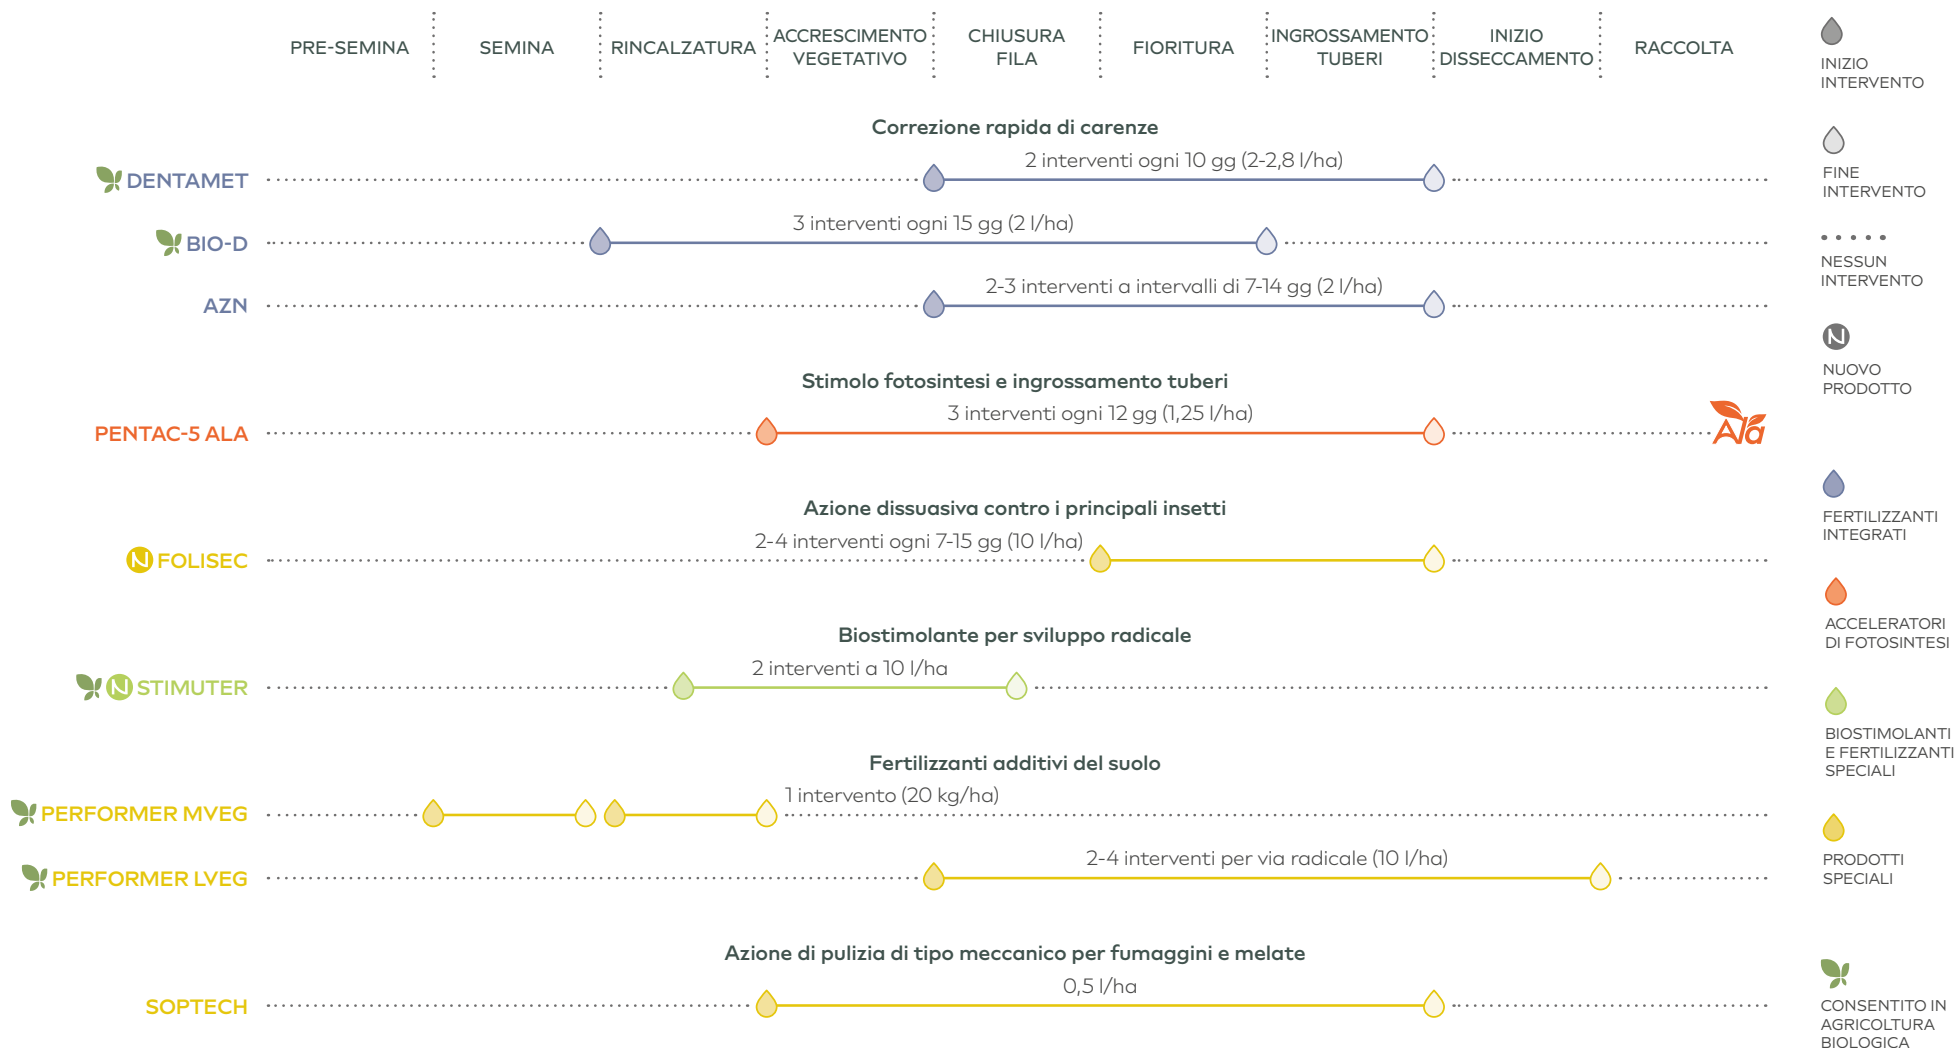 PRE-SEMINA
SEMINA
RINCALZATURA
ACCRESCIMENTO
VEGETATIVO
CHIUSURA
FILA
FIORITURA
INGROSSAMENTO
TUBERI
INIZIO
DISSECCAMENTO
RACCOLTA
Correzione rapida di carenze
DENTAMET
2 interventi ogni 10 gg (2-2,8 l/ha)
BIO-D
3 interventi ogni 15 gg (2 l/ha)
AZN
2-3 interventi a intervalli di 7-14 gg (2 l/ha)
Stimolo fotosintesi e ingrossamento tuberi
PENTAC-5 ALA
3 interventi ogni 12 gg (1,25 l/ha)
Ala
Azione dissuasiva contro i principali insetti
N FOLISEC
2-4 interventi ogni 7-15 gg (10 l/ha)
Biostimolante per sviluppo radicale
N STIMUTER
2 interventi a 10 l/ha
Fertilizzanti additivi del suolo
PERFORMER MVEG
1 intervento (20 kg/ha)
PERFORMER LVEG
2-4 interventi per via radicale (10 l/ha)
Azione di pulizia di tipo meccanico per fumaggini e melate
SOPTECH
0,5 l/ha
INIZIO
INTERVENTO
FINE
INTERVENTO
NESSUN
INTERVENTO
N
NUOVO
PRODOTTO
FERTILIZZANTI
INTEGRATI
ACCELERATORI
DI FOTOSINTESI
BIOSTIMOLANTI
E FERTILIZZANTI
SPECIALI
PRODOTTI
SPECIALI
CONSENTITO IN
AGRICOLTURA
BIOLOGICA